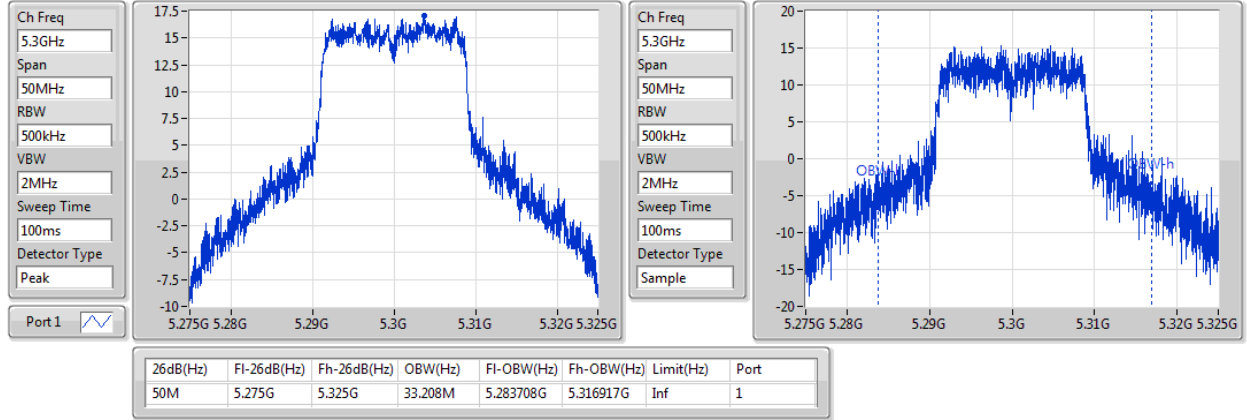 Ch Freq
5.3GHz
Span
50MHz
RBW
500kHz
VBW
2MHz
Sweep Time
100ms
Detector Type
Peak
Port 1
17.5
15
12.5
10
7.5
5
2.5
0
-2.5
-5
-7.5
-10
5.275G 5.28G 5.29G 5.3G 5.31G 5.32G 5.325G
Ch Freq
5.3GHz
Span
50MHz
RBW
500kHz
VBW
2MHz
Sweep Time
100ms
Detector Type
Sample
20
15
10
5
0
-5
-10
-15
-20
OBW-h
5.275G 5.28G 5.29G 5.3G 5.31G 5.32G 5.325G
26dB(Hz) Fl-26dB(Hz) Fh-26dB(Hz) OBW(Hz) Fl-OBW(Hz) Fh-OBW(Hz) Limit(Hz) Port
50M 5.275G 5.325G 33.208M 5.283708G 5.316917G Inf 1